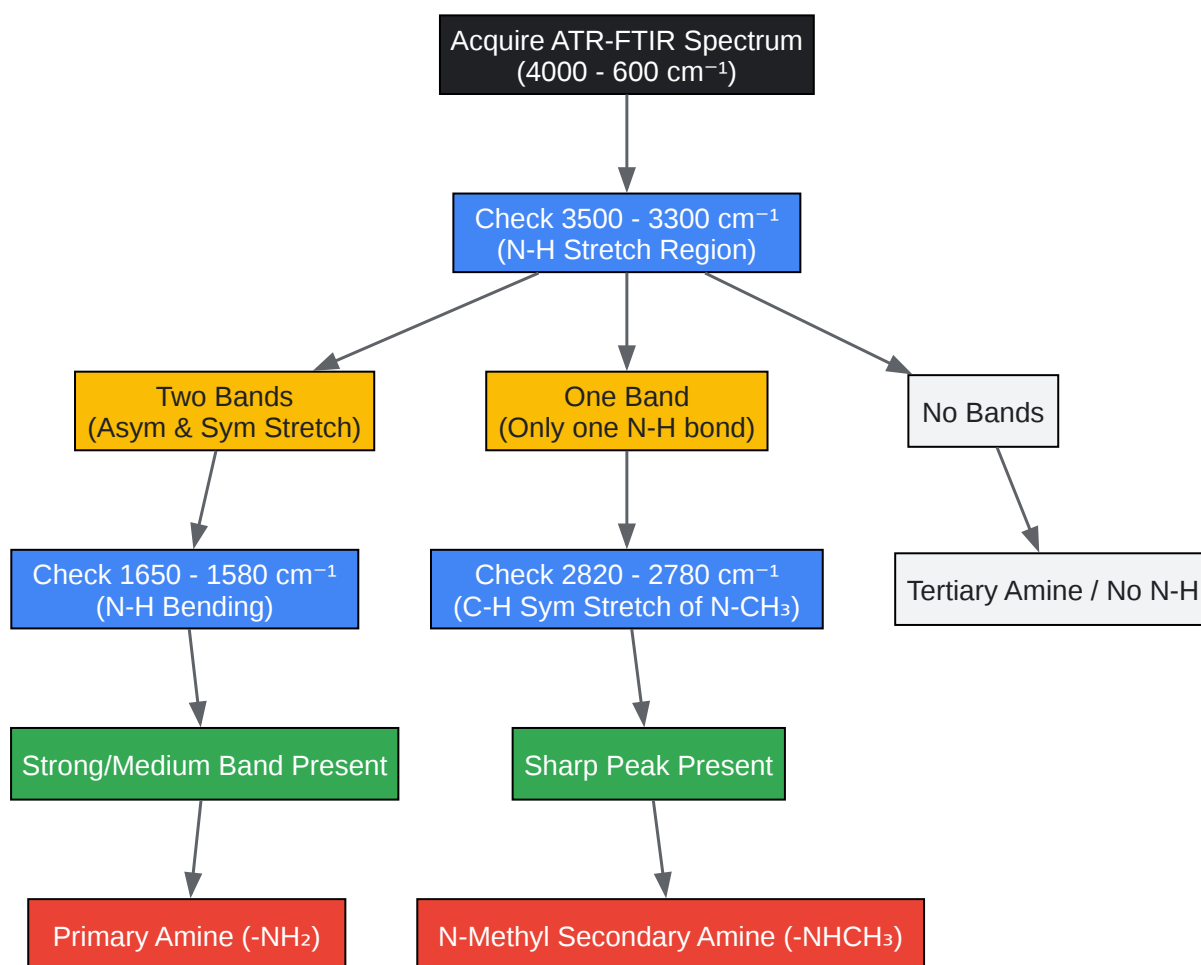 Acquire ATR-FTIR Spectrum
(4000 - 600 cm⁻¹)
Check 3500 - 3300 cm⁻¹
(N-H Stretch Region)
Two Bands
(Asym & Sym Stretch)
One Band
(Only one N-H bond)
No Bands
Check 1650 - 1580 cm⁻¹
(N-H Bending)
Check 2820 - 2780 cm⁻¹
(C-H Sym Stretch of N-CH₃)
Tertiary Amine / No N-H
Strong/Medium Band Present
Sharp Peak Present
Primary Amine (-NH₂)
N-Methyl Secondary Amine (-NHCH₃)